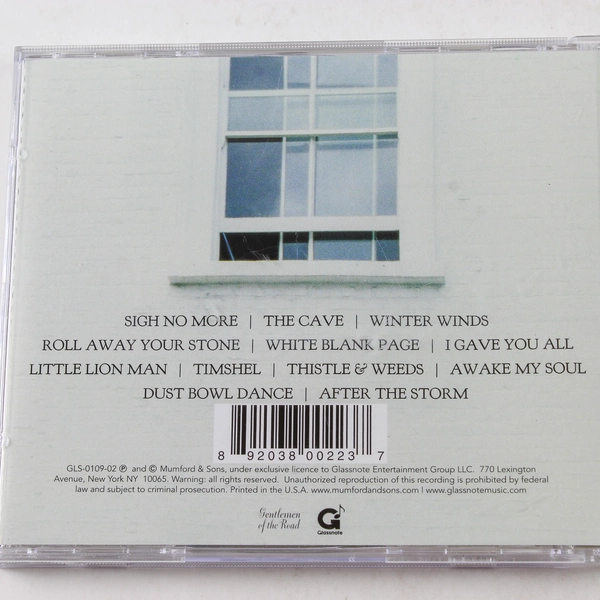 SIGH NO MORE | THE CAVE | WINTER WINDS
ROLL AWAY YOUR STONE | WHITE BLANK PAGE | I GAVE YOU ALL
LITTLE LION MAN | TIMSHEL | THISTLE & WEEDS | AWAKE MY SOUL
DUST BOWL DANCE | AFTER THE STORM
8 92038 00223 7
GLS-0109-02 ℗ and © Mumford & Sons, under exclusive licence to Glassnote Entertainment Group LLC. 770 Lexington
Avenue, New York NY 10065. Warning: all rights reserved. Unauthorized reproduction of this recording is prohibited by federal
law and subject to criminal prosecution. Printed in the U.S.A. www.mumfordandsons.com | www.glassnotemusic.com
Gentlemen
of the Road
G
Glassnote